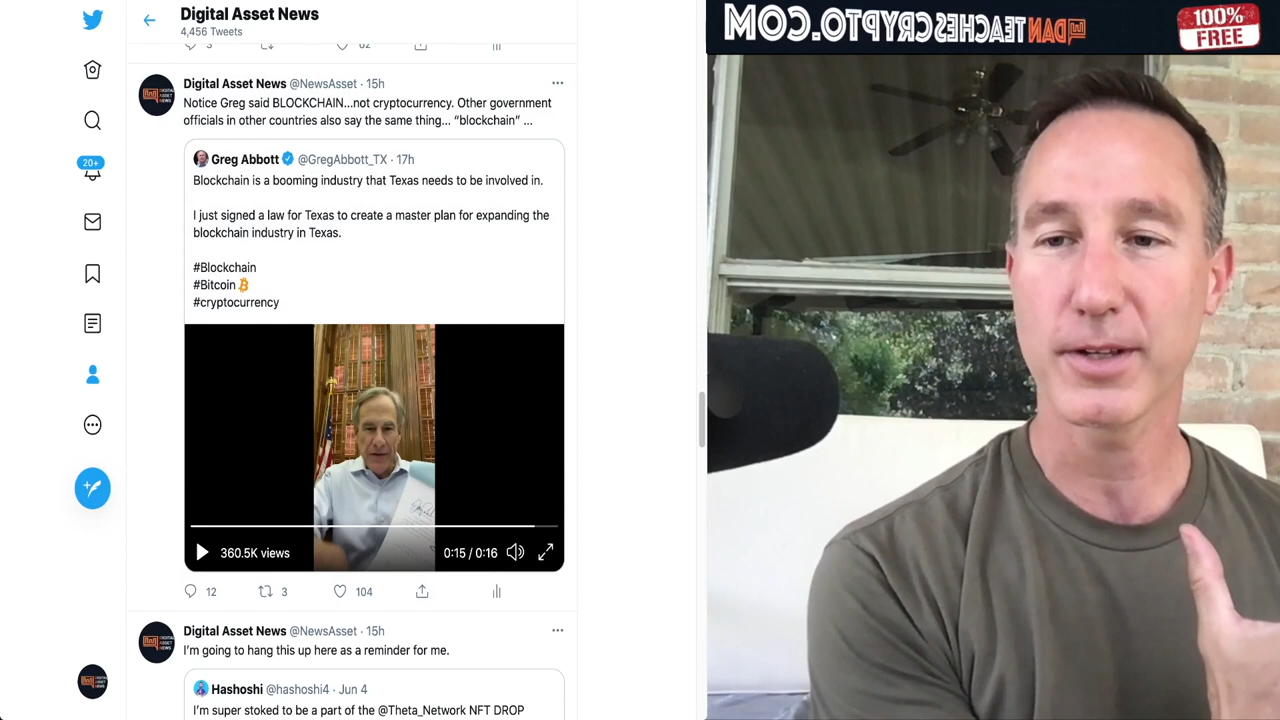 Digital Asset News
4,456 Tweets
3
62
Digital Asset News @NewsAsset · 15h
Notice Greg said BLOCKCHAIN...not cryptocurrency. Other government
officials in other countries also say the same thing... “blockchain” ...
Greg Abbott @GregAbbott_TX · 17h
Blockchain is a booming industry that Texas needs to be involved in.
I just signed a law for Texas to create a master plan for expanding the
blockchain industry in Texas.
#Blockchain
#Bitcoin
#cryptocurrency
360.5K views
0:15 / 0:16
12
3
104
Digital Asset News @NewsAsset · 15h
I’m going to hang this up here as a reminder for me.
Hashoshi @hashoshi4 · Jun 4
I’m super stoked to be a part of the @Theta_Network NFT DROP
20+
DANTEACHESCRYPTO.COM
100%
FREE